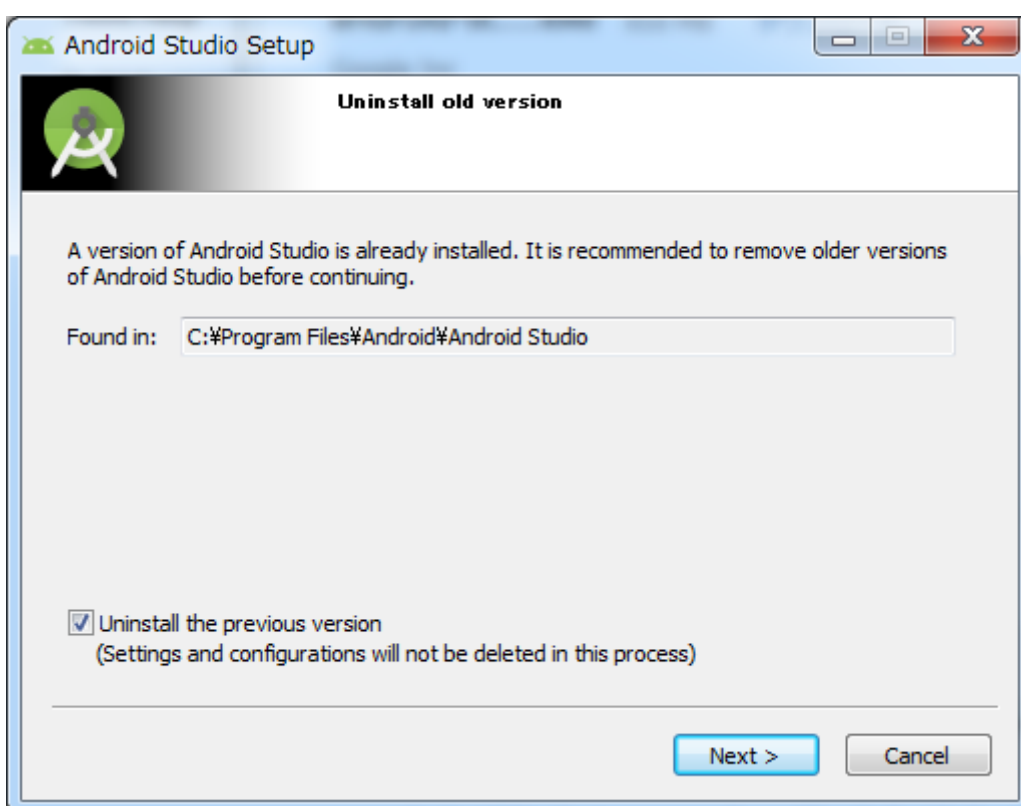 Android Studio Setup
Uninstall old version
A version of Android Studio is already installed. It is recommended to remove older versions
of Android Studio before continuing.
Found in: C:¥Program Files¥Android¥Android Studio
Uninstall the previous version
(Settings and configurations will not be deleted in this process)
Next > Cancel